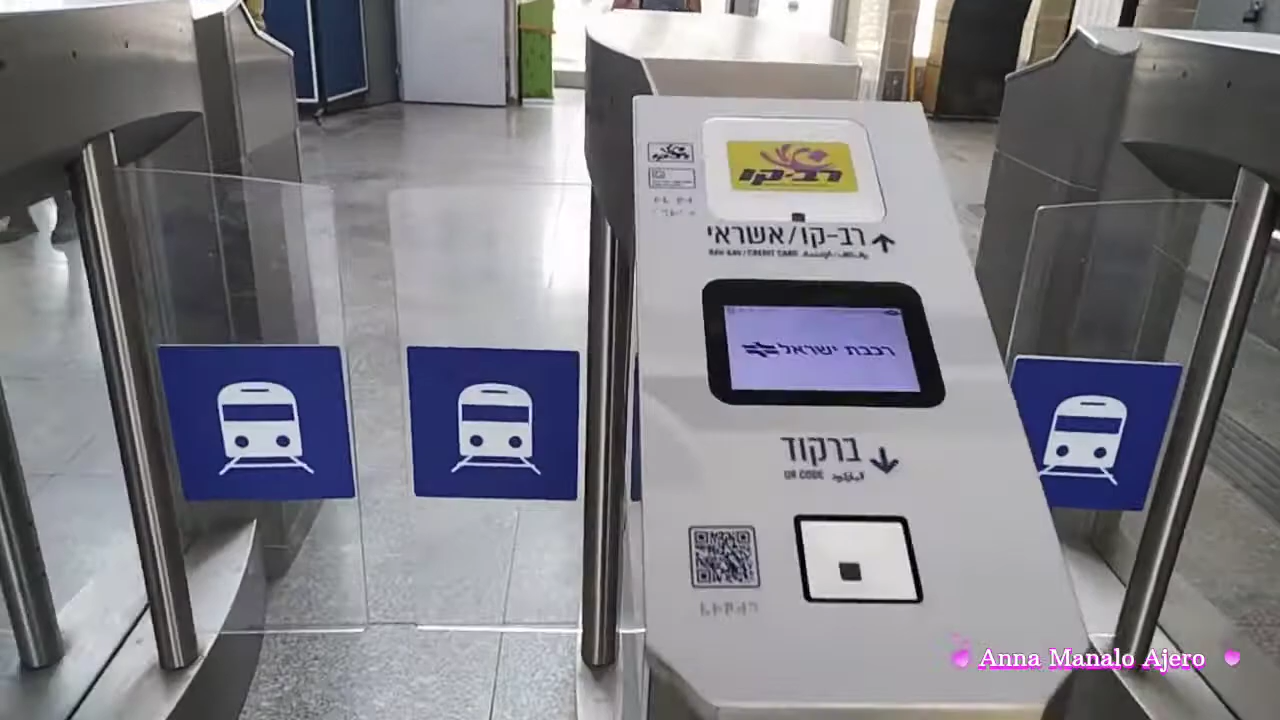 רב-קו
רב-קו/אשראי
RAV KAV / CREDIT CARD
רכבת ישראל
ברקוד
QR CODE
Anna Manalo Ajero